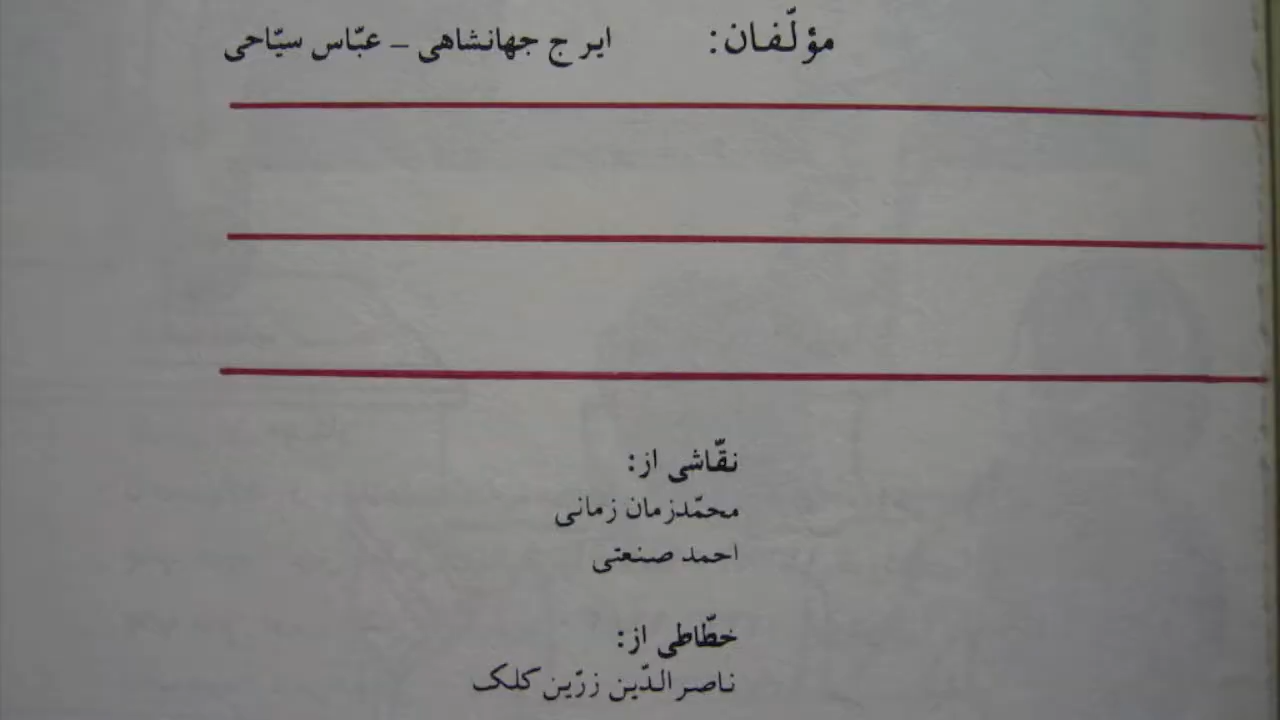 مؤلّفان: ایرج جهانشاهی – عبّاس سیّاحی
نقّاشی از:
محمّدزمان زمانی
احمد صنعتی
خطّاطی از:
ناصرالدّین زرّین‌کلک